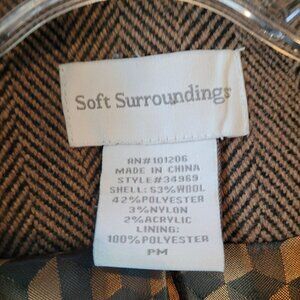 Soft Surroundings
RN#101206
MADE IN CHINA
STYLE#34969
SHELL: 53%WOOL
42%POLYESTER
3%NYLON
2%ACRYLIC
LINING:
100%POLYESTER
PM